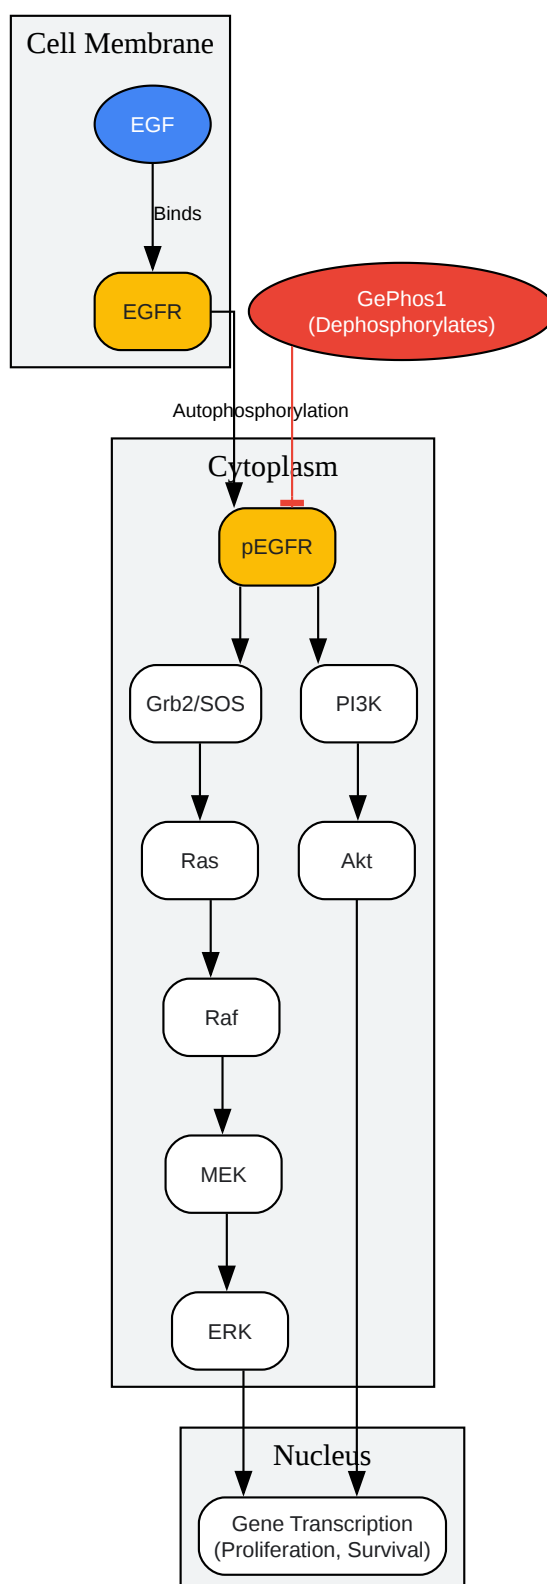 Cell Membrane
EGF
Binds
EGFR
GePhos1
(Dephosphorylates)
Autophosphorylation
Cytoplasm
pEGFR
Grb2/SOS
PI3K
Ras
Akt
Raf
MEK
ERK
Nucleus
Gene Transcription
(Proliferation, Survival)